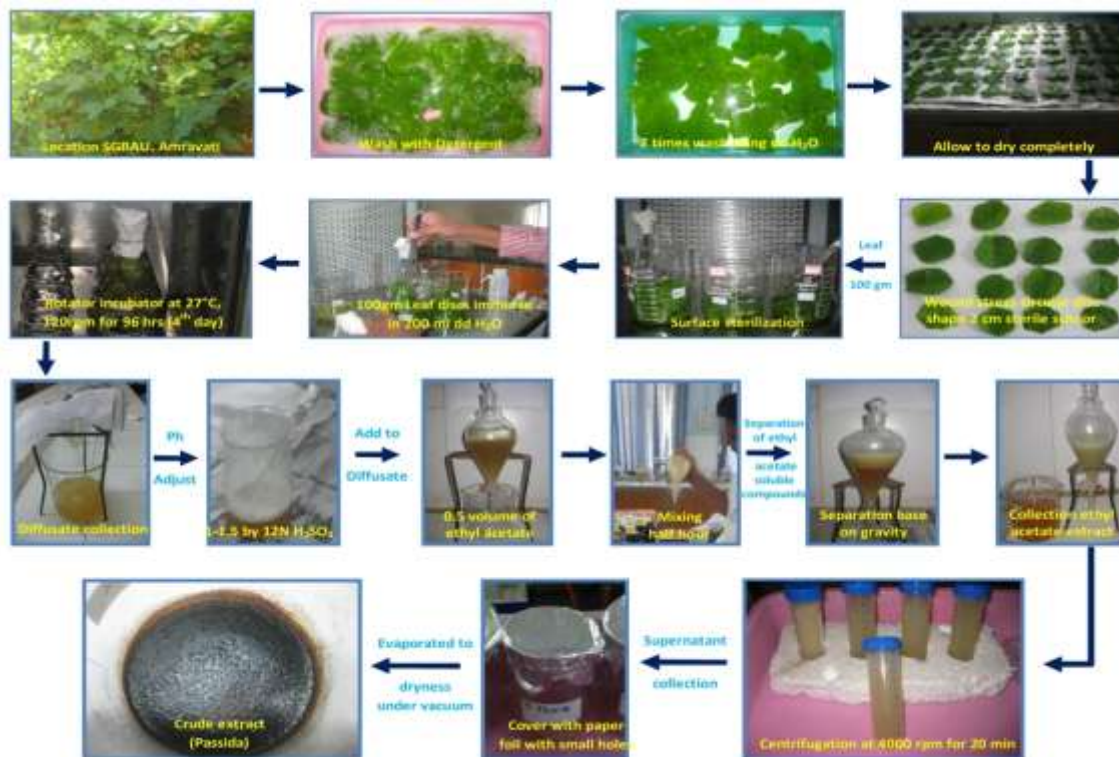 Location SGBAU, Amravati
Wash with Detergent
Allow to dry completely
Leaf
100 gm
shape 2 cm sterile
Surface sterilization
100gm Leaf discs immerse
in 200 ml dd H₂O
Rotator incubator at 27°C,
120rpm for 96 hrs (4th day)
Diffusate collection
Ph
Adjust
1-1.5 by 12N H₂SO₄
Add to
Diffusate
0.5 volume of
ethyl acetate
Mixing
half hour
Separation
of ethyl
acetate
soluble
compounds
Separation base
on gravity
Collection ethyl
acetate extract
Centrifugation at 4000 rpm for 20 min
Supernatant
collection
Cover with paper
foil with small holes
Evaporated to
dryness
under vacuum
Crude extract
(Passida)